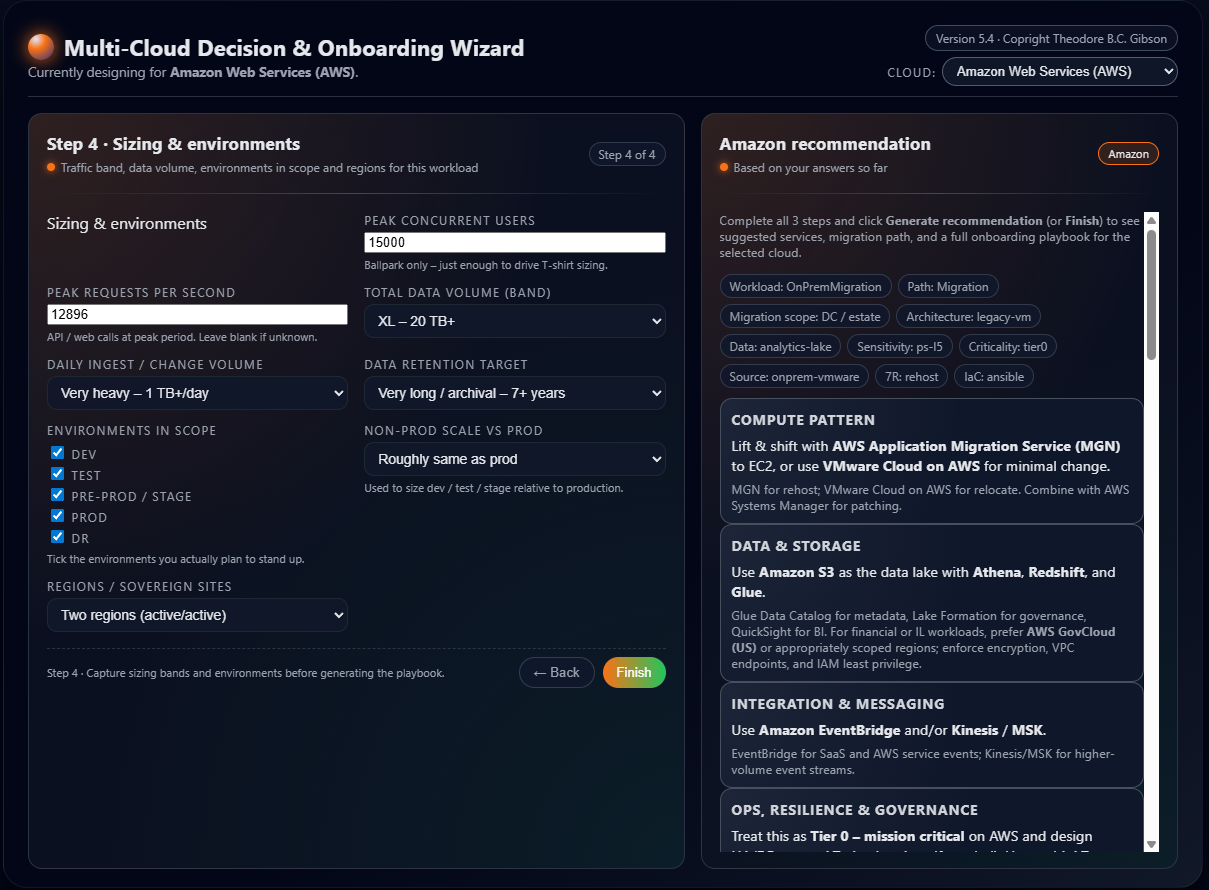 Multi-Cloud Decision & Onboarding Wizard
Currently designing for Amazon Web Services (AWS).
Version 5.4 · Copright Theodore B.C. Gibson
CLOUD:
Amazon Web Services (AWS)
Step 4 · Sizing & environments
Traffic band, data volume, environments in scope and regions for this workload
Step 4 of 4
Sizing & environments
PEAK CONCURRENT USERS
15000
Ballpark only – just enough to drive T-shirt sizing.
PEAK REQUESTS PER SECOND
12896
API / web calls at peak period. Leave blank if unknown.
TOTAL DATA VOLUME (BAND)
XL – 20 TB+
DAILY INGEST / CHANGE VOLUME
Very heavy – 1 TB+/day
DATA RETENTION TARGET
Very long / archival – 7+ years
ENVIRONMENTS IN SCOPE
DEV
TEST
PRE-PROD / STAGE
PROD
DR
Tick the environments you actually plan to stand up.
NON-PROD SCALE VS PROD
Roughly same as prod
Used to size dev / test / stage relative to production.
REGIONS / SOVEREIGN SITES
Two regions (active/active)
Step 4 · Capture sizing bands and environments before generating the playbook.
← Back
Finish
Amazon recommendation
Based on your answers so far
Amazon
Complete all 3 steps and click Generate recommendation (or Finish) to see
suggested services, migration path, and a full onboarding playbook for the
selected cloud.
Workload: OnPremMigration
Path: Migration
Migration scope: DC / estate
Architecture: legacy-vm
Data: analytics-lake
Sensitivity: ps-l5
Criticality: tier0
Source: onprem-vmware
7R: rehost
IaC: ansible
COMPUTE PATTERN
Lift & shift with AWS Application Migration Service (MGN)
to EC2, or use VMware Cloud on AWS for minimal change.
MGN for rehost; VMware Cloud on AWS for relocate. Combine with AWS
Systems Manager for patching.
DATA & STORAGE
Use Amazon S3 as the data lake with Athena, Redshift, and
Glue.
Glue Data Catalog for metadata, Lake Formation for governance,
QuickSight for BI. For financial or IL workloads, prefer AWS GovCloud
(US) or appropriately scoped regions; enforce encryption, VPC
endpoints, and IAM least privilege.
INTEGRATION & MESSAGING
Use Amazon EventBridge and/or Kinesis / MSK.
EventBridge for SaaS and AWS service events; Kinesis/MSK for higher-
volume event streams.
OPS, RESILIENCE & GOVERNANCE
Treat this as Tier 0 – mission critical on AWS and design